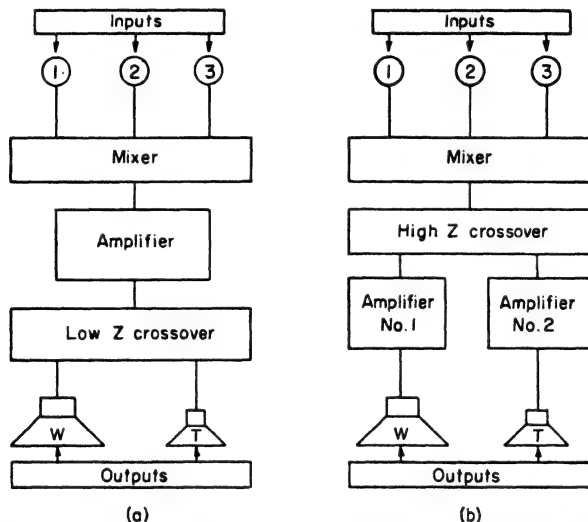 Inputs
1
2
3
Mixer
Amplifier
Low Z crossover
W
T
Outputs
(a)
Inputs
1
2
3
Mixer
High Z crossover
Amplifier
No.1
Amplifier
No.2
W
T
Outputs
(b)